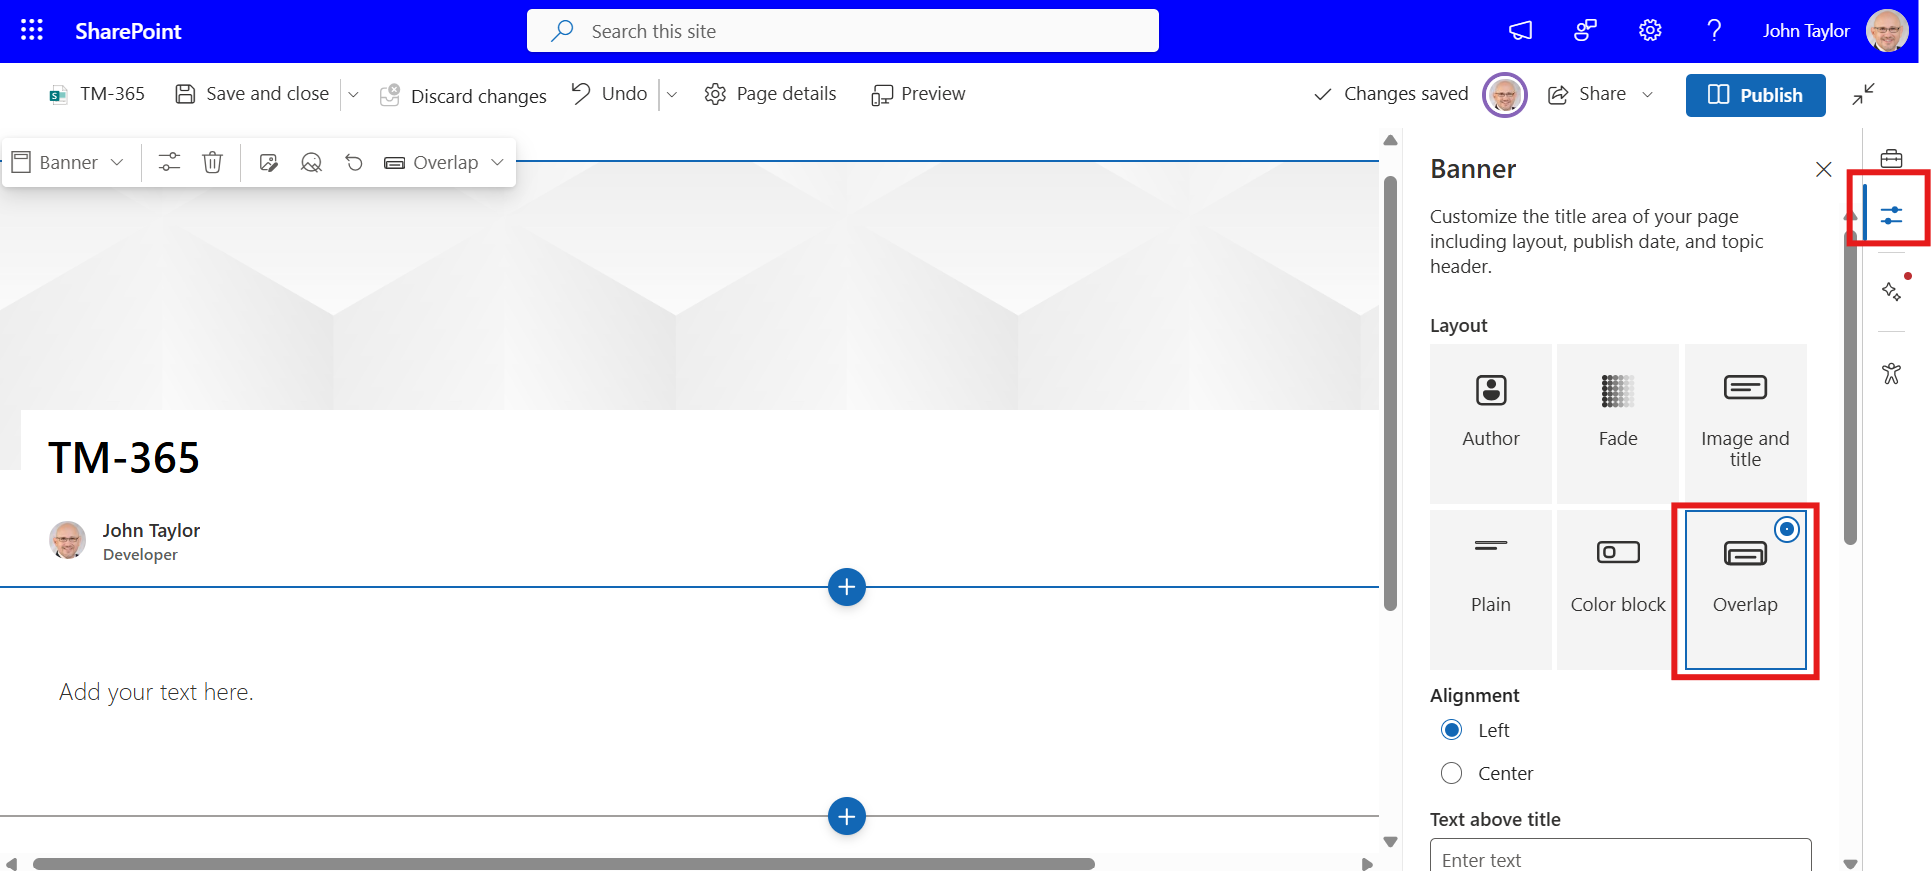 SharePoint
Search this site
John Taylor
TM-365
Save and close
Discard changes
Undo
Page details
Preview
Changes saved
Share
Publish
Banner
Overlap
TM-365
John Taylor
Developer
Add your text here.
Banner
Customize the title area of your page
including layout, publish date, and topic
header.
Layout
Author
Fade
Image and
title
Plain
Color block
Overlap
Alignment
Left
Center
Text above title
Enter text